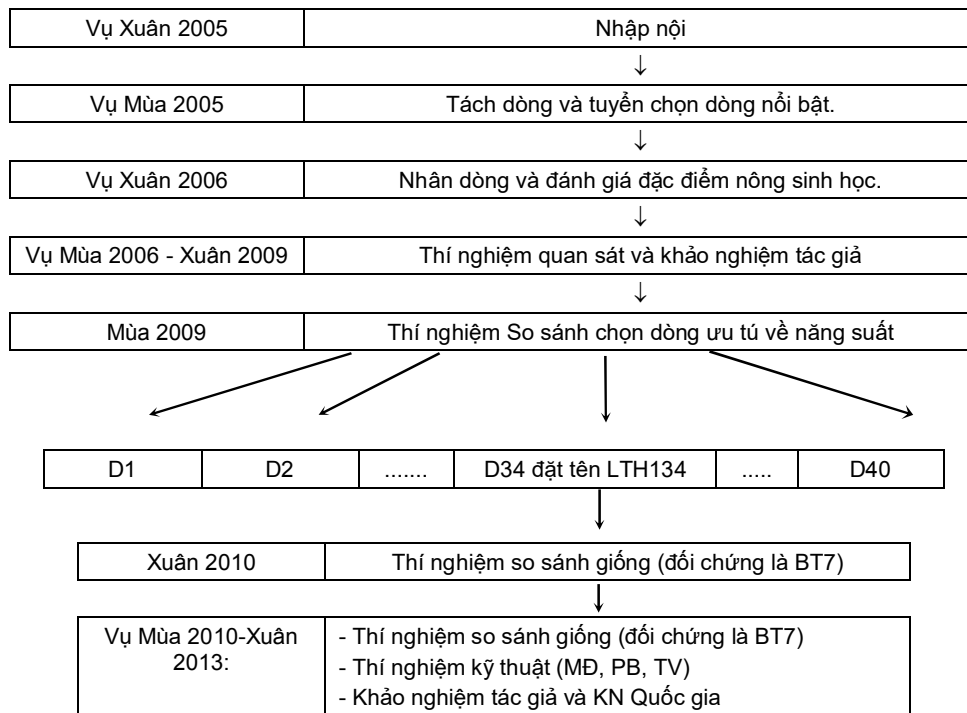 Vụ Xuân 2005 Nhập nội
↓
Vụ Mùa 2005 Tách dòng và tuyển chọn dòng nổi bật.
↓
Vụ Xuân 2006 Nhân dòng và đánh giá đặc điểm nông sinh học.
↓
Vụ Mùa 2006 - Xuân 2009 Thí nghiệm quan sát và khảo nghiệm tác giả
↓
Mùa 2009 Thí nghiệm So sánh chọn dòng ưu tú về năng suất
D1 D2 ....... D34 đặt tên LTH134 ..... D40
Xuân 2010 Thí nghiệm so sánh giống (đối chứng là BT7)
Vụ Mùa 2010-Xuân
2013:
- Thí nghiệm so sánh giống (đối chứng là BT7)
- Thí nghiệm kỹ thuật (MĐ, PB, TV)
- Khảo nghiệm tác giả và KN Quốc gia